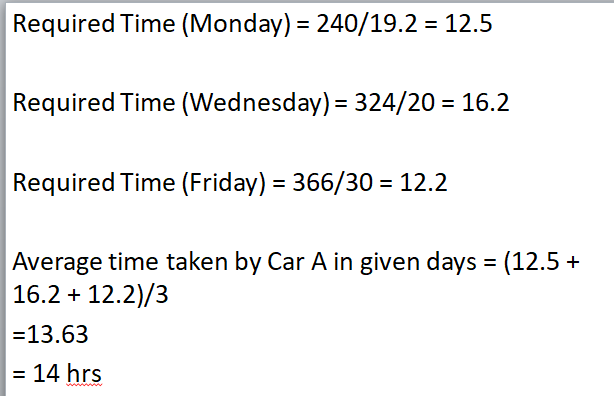 Required Time (Monday) = 240/19.2 = 12.5
Required Time (Wednesday) = 324/20 = 16.2
Required Time (Friday) = 366/30 = 12.2
Average time taken by Car A in given days = (12.5 +
16.2 + 12.2)/3
=13.63
= 14 hrs